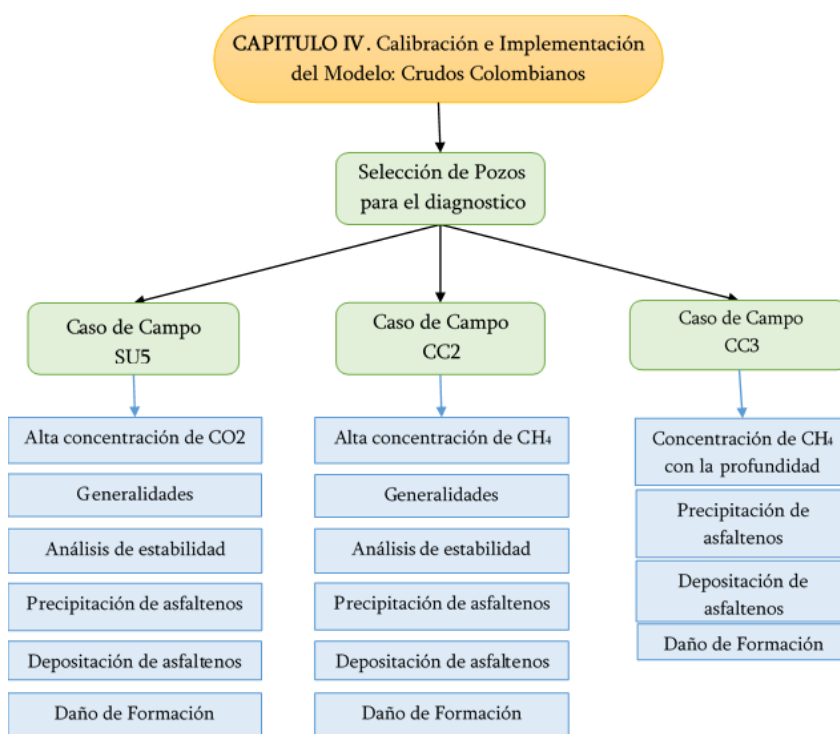 CAPITULO IV. Calibración e Implementación
del Modelo: Crudos Colombianos
Selección de Pozos
para el diagnostico
Caso de Campo
SU5
Caso de Campo
CC2
Caso de Campo
CC3
Alta concentración de CO2
Generalidades
Análisis de estabilidad
Precipitación de asfaltenos
Depositación de asfaltenos
Daño de Formación
Alta concentración de CH₄
Generalidades
Análisis de estabilidad
Precipitación de asfaltenos
Depositación de asfaltenos
Daño de Formación
Concentración de CH₄
con la profundidad
Precipitación de
asfaltenos
Depositación de
asfaltenos
Daño de Formación